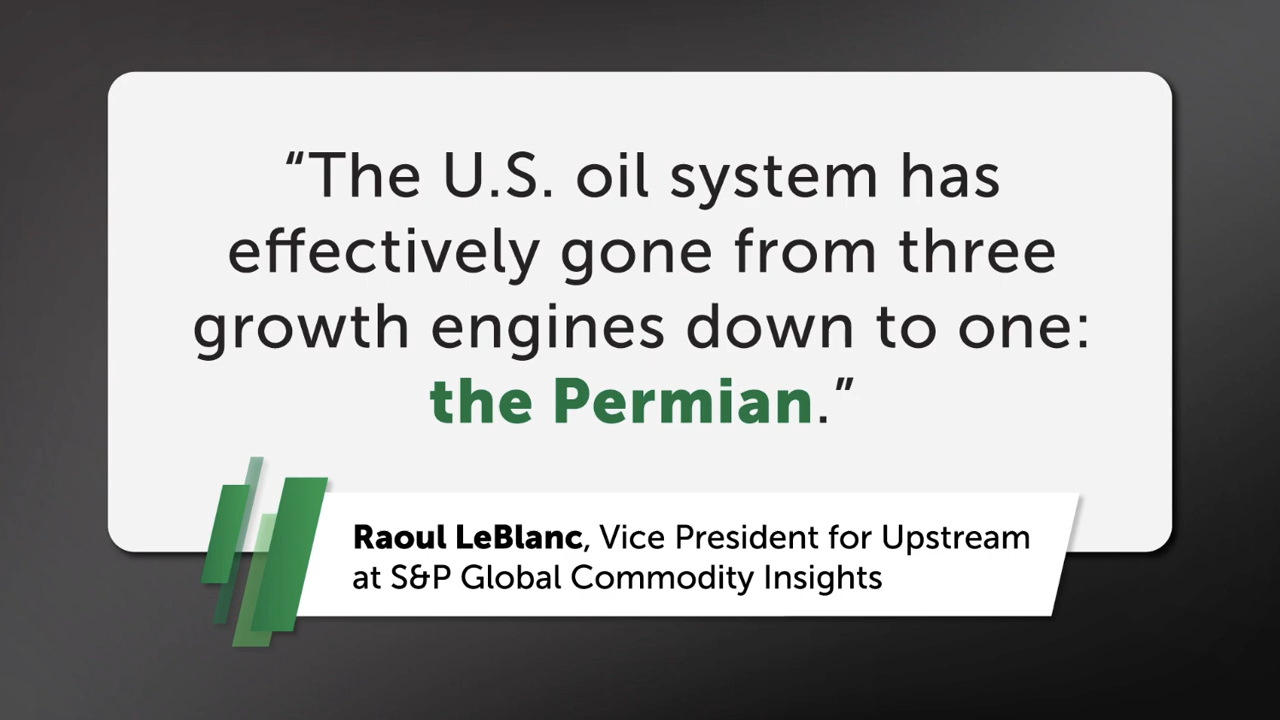 “The U.S. oil system has
effectively gone from three
growth engines down to one:
the Permian.”
Raoul LeBlanc, Vice President for Upstream
at S&P Global Commodity Insights